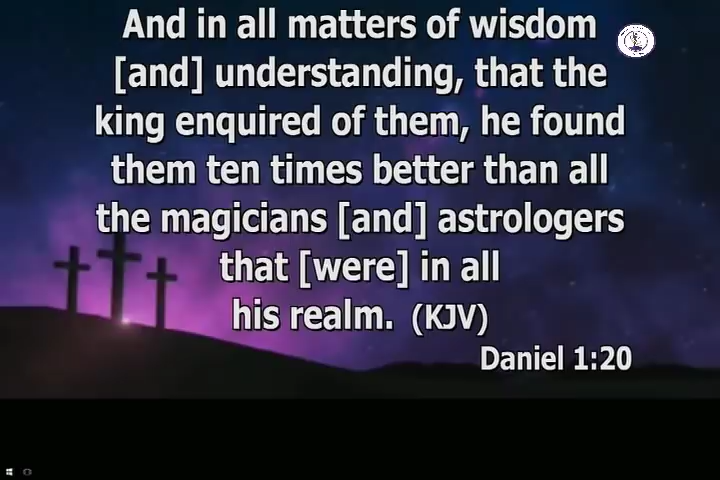 And in all matters of wisdom
[and] understanding, that the
king enquired of them, he found
them ten times better than all
the magicians [and] astrologers
that [were] in all
his realm. (KJV)
Daniel 1:20